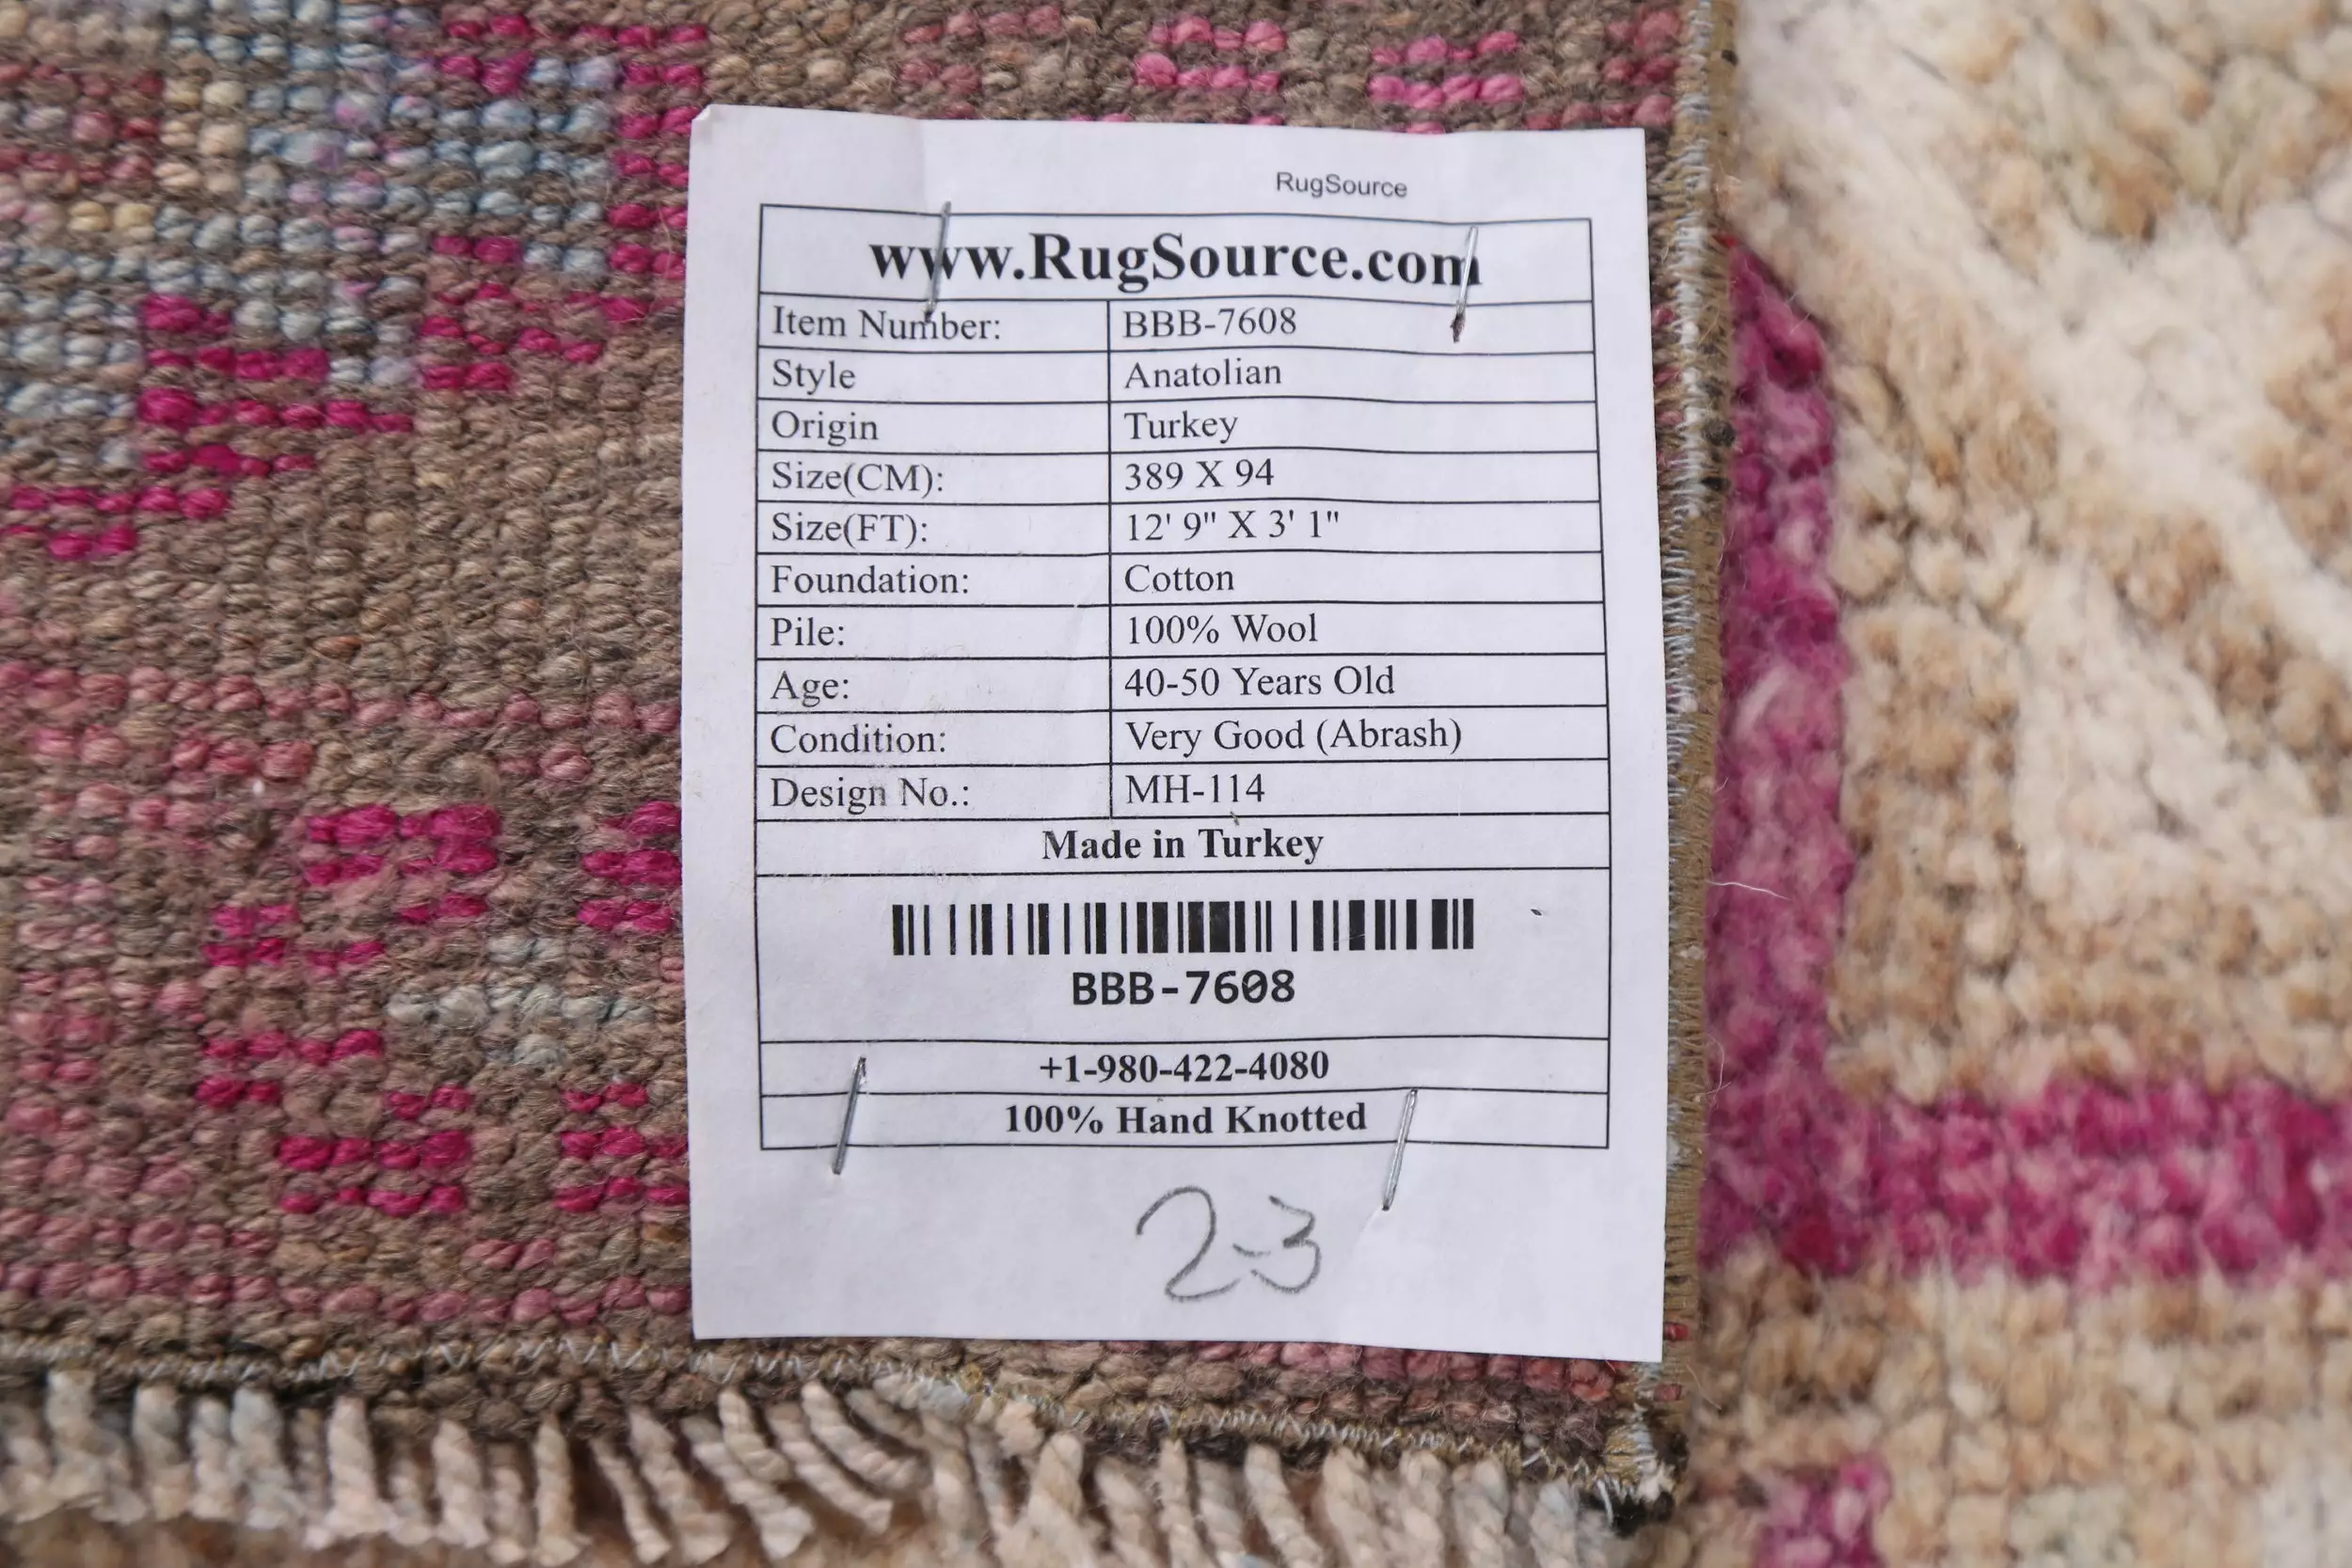 RugSource
www.RugSource.com
Item Number: BBB-7608
Style Anatolian
Origin Turkey
Size(CM): 389 X 94
Size(FT): 12' 9" X 3' 1"
Foundation: Cotton
Pile: 100% Wool
Age: 40-50 Years Old
Condition: Very Good (Abrash)
Design No.: MH-114
Made in Turkey
BBB-7608
+1-980-422-4080
100% Hand Knotted
2-3